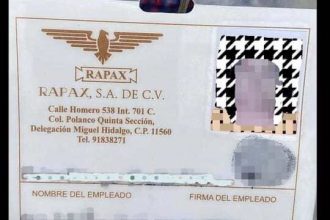 RAPAX
RAPAX, S.A. DE C.V.
Calle Homero 538 Int. 701 C.
Col. Polanco Quinta Sección,
Delegación Miguel Hidalgo, C.P. 11560
Tel. 91838271
NOMBRE DEL EMPLEADO FIRMA DEL EMPLEADO